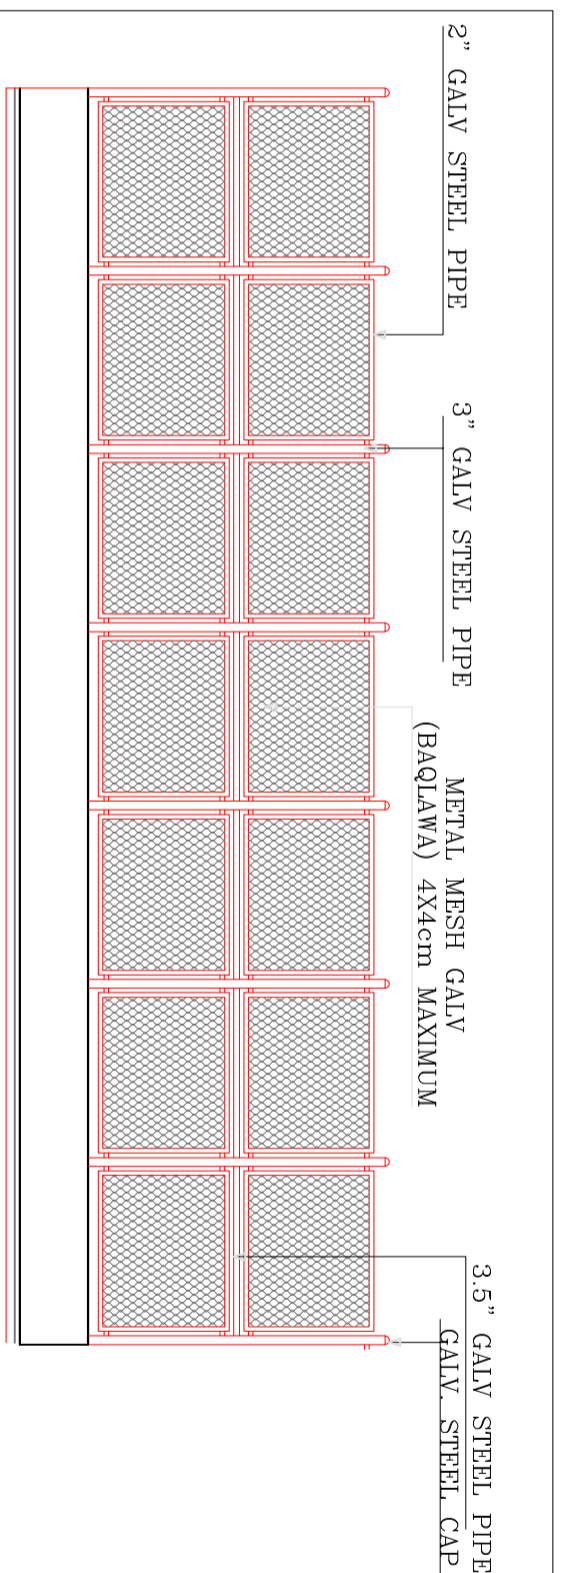 2" GALV STEEL PIPE
3" GALV STEEL PIPE
METAL MESH GALV
(BAQLAWA) 4X4cm MAXIMUM
3.5" GALV STEEL PIPE
GALV. STEEL CAP